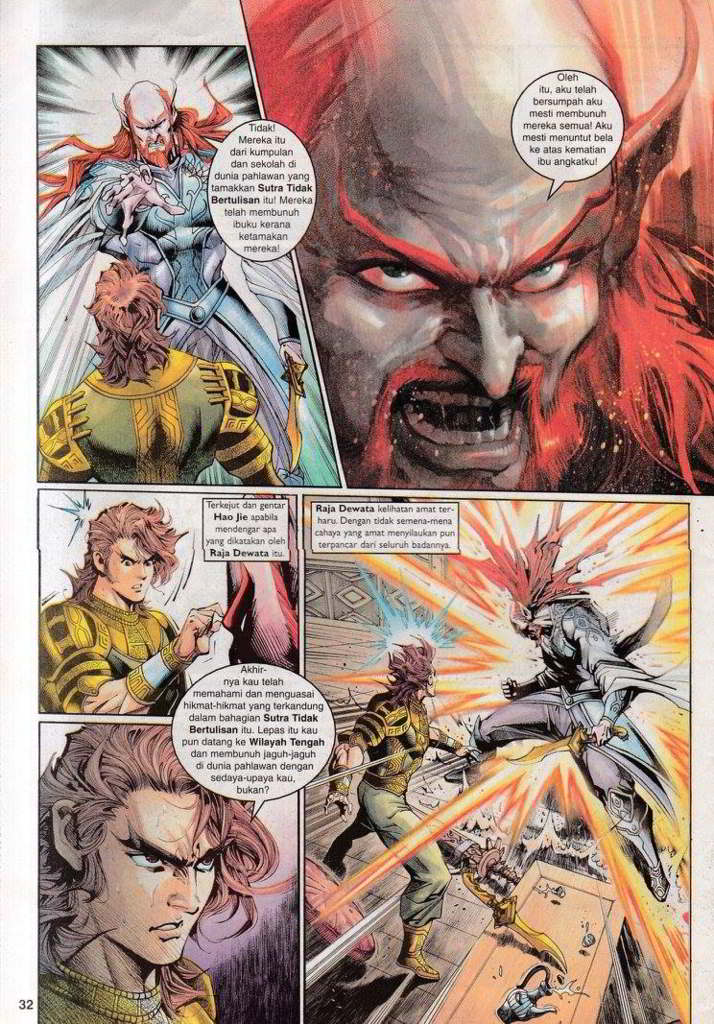 Tidak!
Mereka itu
dari kumpulan
dan sekolah di
dunia pahlawan yang
tamakkan Sutra Tidak
Bertulisan itu! Mereka
telah membunuh
ibuku kerana
ketamakan
mereka!
Oleh
itu, aku telah
bersumpah aku
mesti membunuh
mereka semua! Aku
mesti menuntut bela
ke atas kematian
ibu angkatku!
Terkejut dan gentar
Hao Jie apabila
mendengar apa
yang dikatakan oleh
Raja Dewata itu.
Raja Dewata kelihatan amat ter-
haru. Dengan tidak semena-mena
cahaya yang amat menyilaukan pun
terpancar dari seluruh badannya.
Akhir-
nya kau telah
memahami dan menguasai
hikmat-hikmat yang terkandung
dalam bahagian Sutra Tidak
Bertulisan itu. Lepas itu kau
pun datang ke Wilayah Tengah
dan membunuh jaguh-jaguh
di dunia pahlawan dengan
sedaya-upaya kau,
bukan?
32